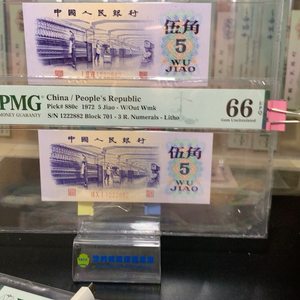 中国人民银行
伍角
5
WU
JIAO
PMG
MONEY GUARANTY
China / People's Republic
Pick# 880c 1972 5 Jiao - W/Out Wmk
S/N 1222882 Block 701 - 3 R. Numerals - Litho
66 EPQ
Gem Uncirculated
中国人民银行
伍角
5
WU
JIAO
PMG